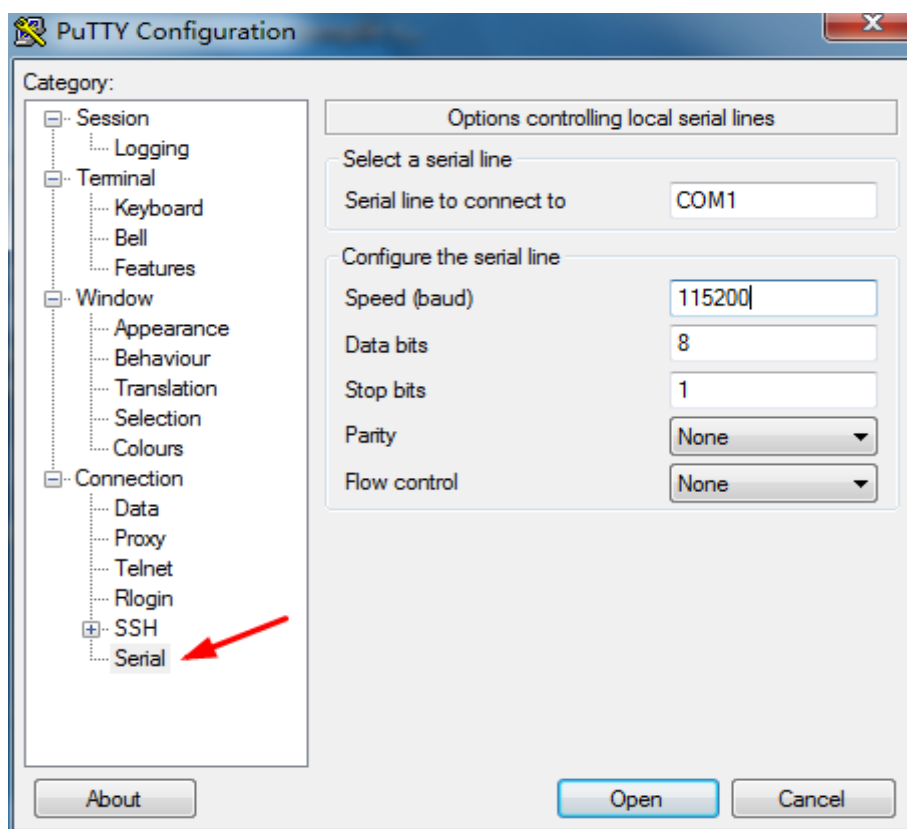 PuTTY Configuration
Category:
Session
Logging
Terminal
Keyboard
Bell
Features
Window
Appearance
Behaviour
Translation
Selection
Colours
Connection
Data
Proxy
Telnet
Rlogin
SSH
Serial
Options controlling local serial lines
Select a serial line
Serial line to connect to COM1
Configure the serial line
Speed (baud) 115200
Data bits 8
Stop bits 1
Parity None
Flow control None
About Open Cancel